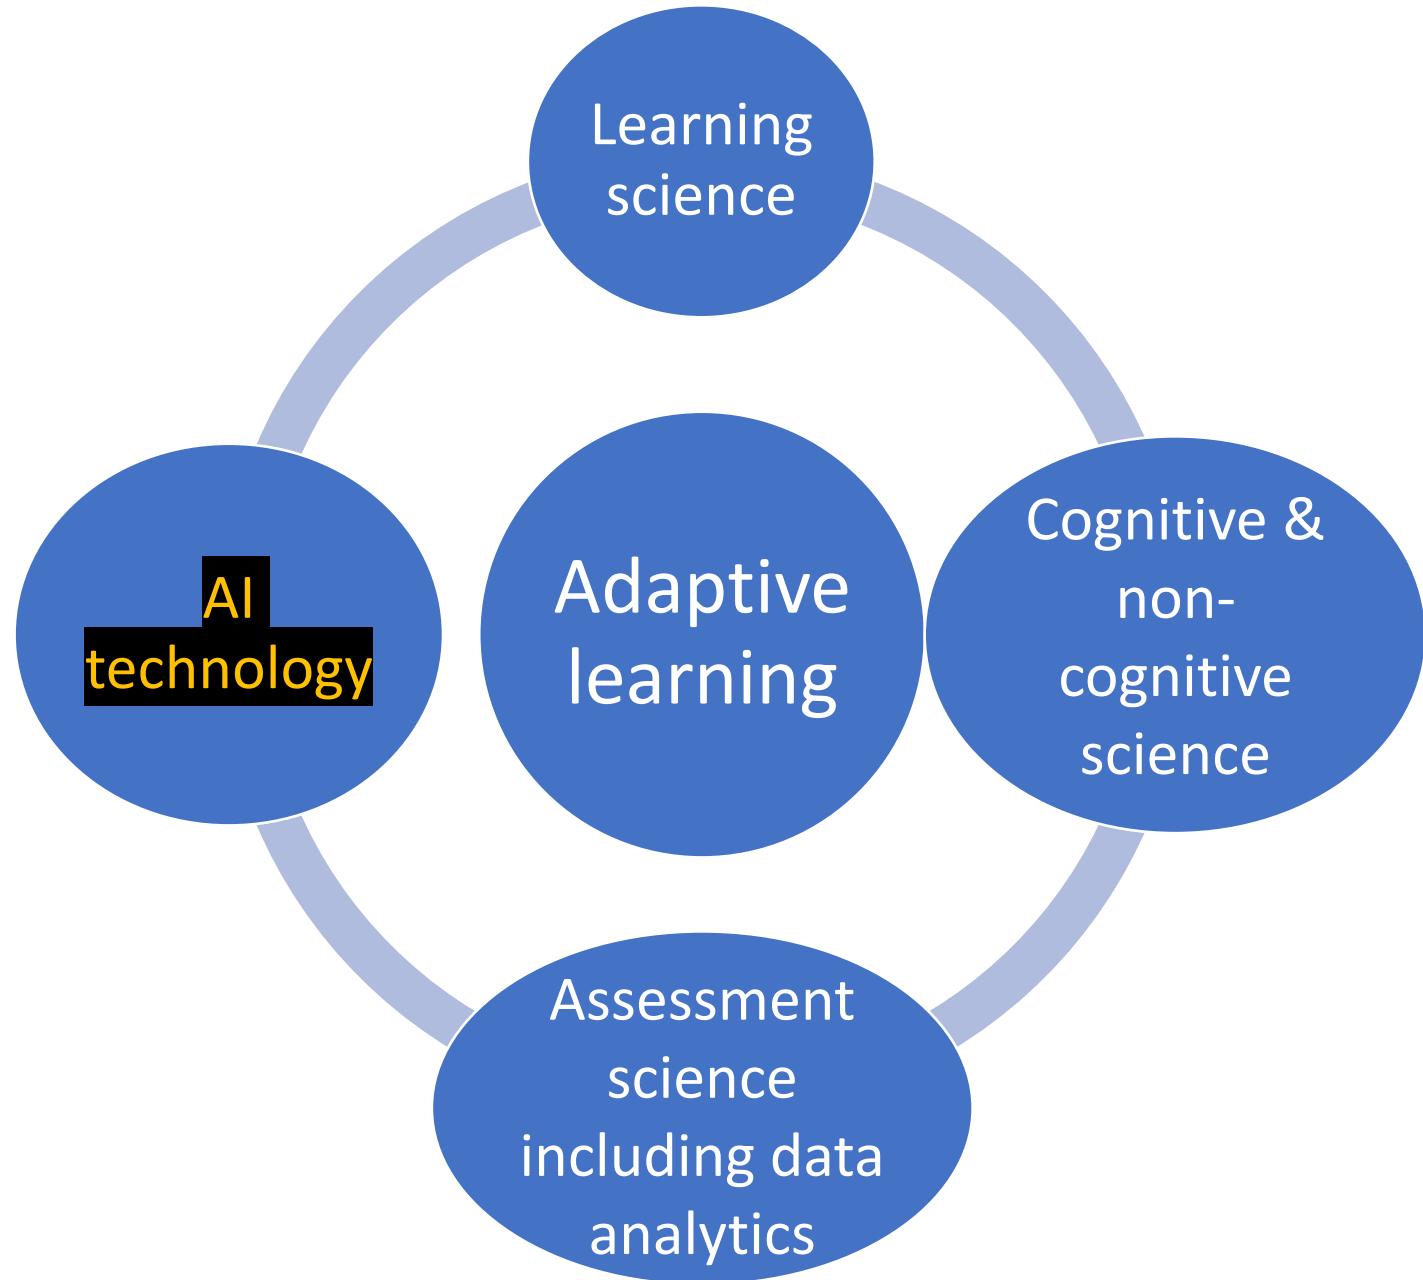 Learning
science
Cognitive &
non-
cognitive
science
Adaptive
learning
AI
technology
Assessment
science
including data
analytics